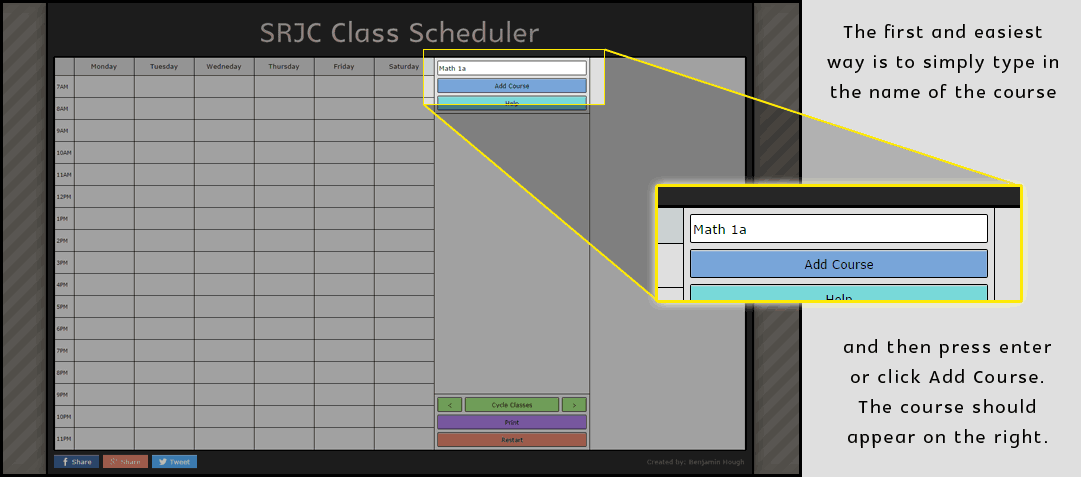 SRJC Class Scheduler
Monday Tuesday Wedneday Thursday Friday Saturday
7AM
8AM
9AM
10AM
11AM
12PM
1PM
2PM
3PM
4PM
5PM
6PM
7PM
8PM
9PM
10PM
11PM
Math 1a
Add Course
Help
< Cycle Classes >
Print
Restart
f Share
g+ Share
Tweet
Created by: Benjamin Hough
The first and easiest
way is to simply type in
the name of the course
Math 1a
Add Course
Help
and then press enter
or click Add Course.
The course should
appear on the right.